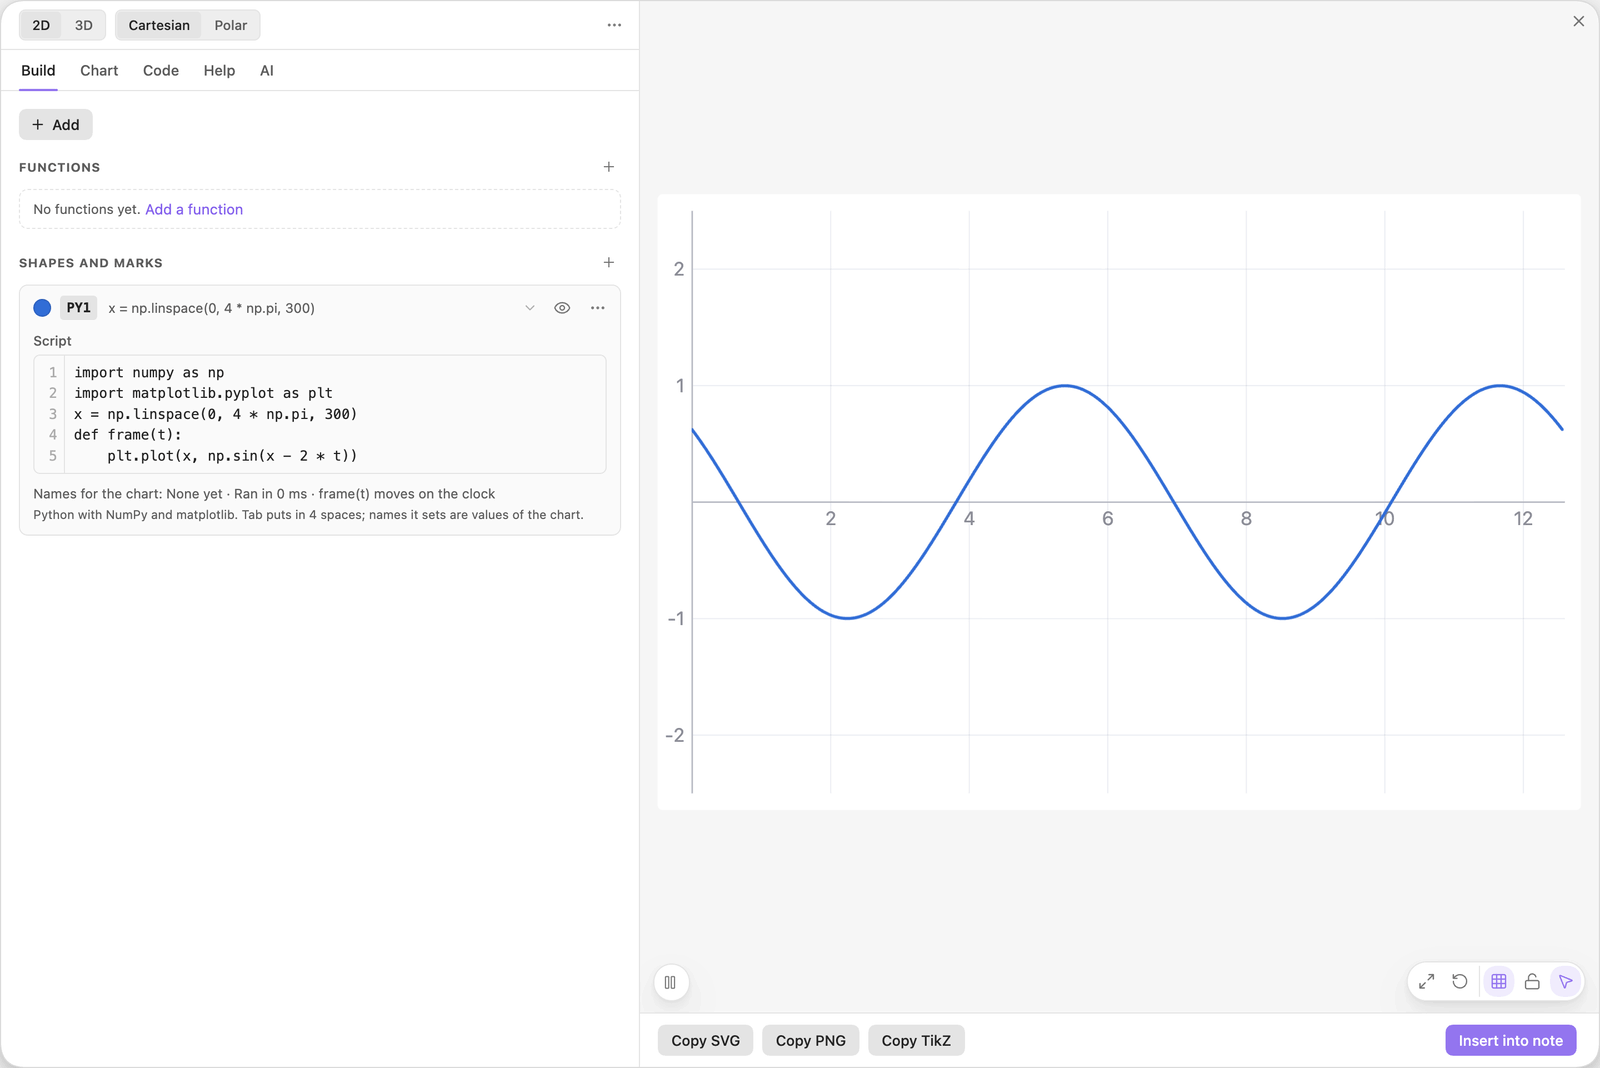 2D 3D Cartesian Polar
Build Chart Code Help AI
+ Add
FUNCTIONS
No functions yet. Add a function
SHAPES AND MARKS
PY1 x = np.linspace(0, 4 * np.pi, 300)
Script
1 import numpy as np
2 import matplotlib.pyplot as plt
3 x = np.linspace(0, 4 * np.pi, 300)
4 def frame(t):
5     plt.plot(x, np.sin(x - 2 * t))
Names for the chart: None yet · Ran in 0 ms · frame(t) moves on the clock
Python with NumPy and matplotlib. Tab puts in 4 spaces; names it sets are values of the chart.
2
1
2 4 6 8 10 12
-1
-2
Copy SVG Copy PNG Copy TikZ Insert into note